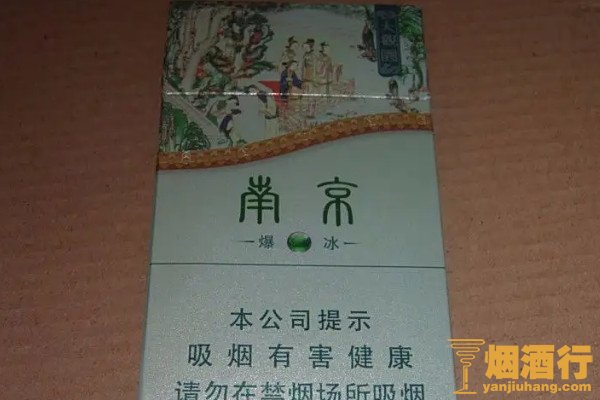 南京
爆 冰
本公司提示
吸烟有害健康
请勿在禁烟场所吸烟
烟酒行
yanjiuhang.com